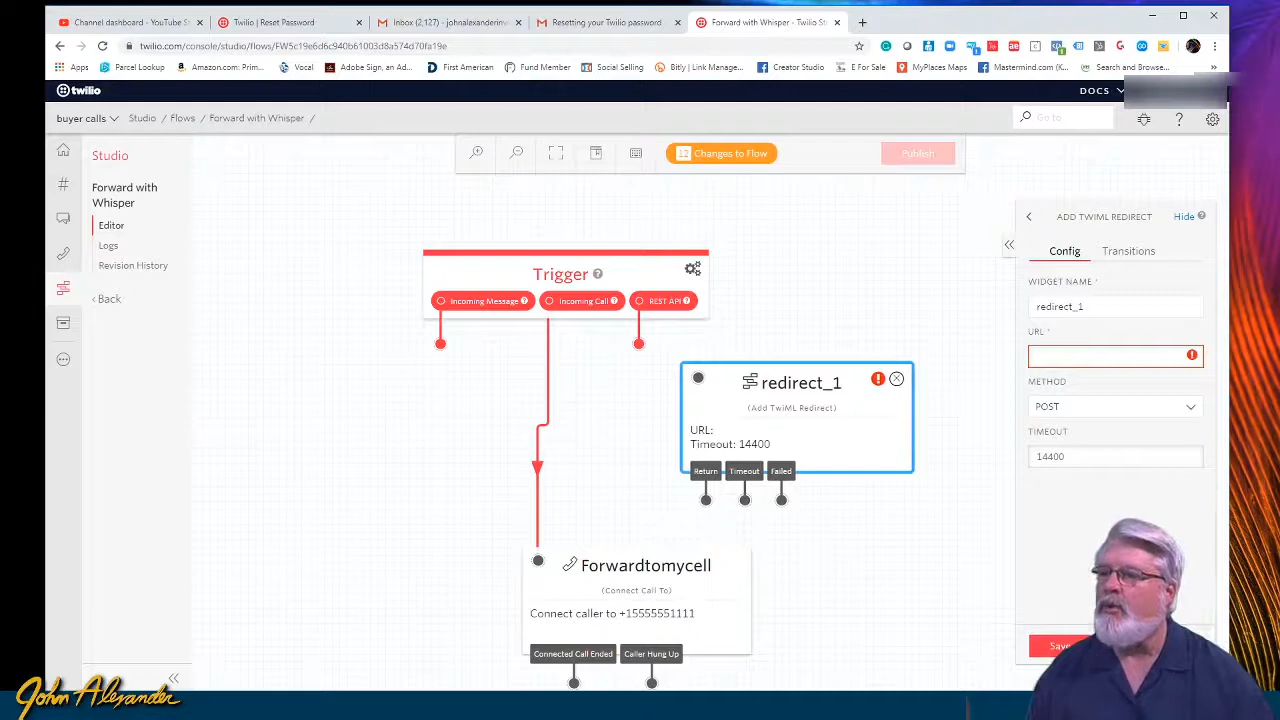 Channel dashboard - YouTube St
Twilio | Reset Password
Inbox (2,127) - johnalexandernv
Resetting your Twilio password
Forward with Whisper - Twilio St
twilio.com/console/studio/flows/
Apps
Parcel Lookup
Amazon.com: Prim...
Vocal
Adobe Sign, an Ad...
First American
Fund Member
Social Selling
Bitly | Link Manage...
Creator Studio
E For Sale
MyPlaces Maps
Mastermind.com (K...
Search and Browse...
twilio
DOCS
buyer calls
Studio / Flows / Forward with Whisper /
Go to
Studio
Forward with
Whisper
Editor
Logs
Revision History
Back
Changes to Flow
Publish
Trigger
Incoming Message
Incoming Call
REST API
redirect_1
(Add TwiML Redirect)
URL:
Timeout: 14400
Return
Timeout
Failed
Forwardtomycell
(Connect Call To)
Connect caller to +15555551111
Connected Call Ended
Caller Hung Up
ADD TWIML REDIRECT
Hide
Config
Transitions
WIDGET NAME *
redirect_1
URL *
METHOD
POST
TIMEOUT
14400
Save
John Alexander